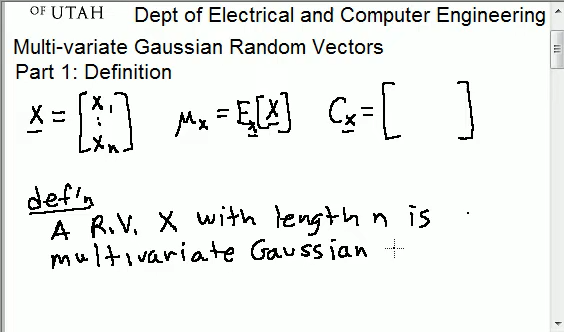 OF UTAH Dept of Electrical and Computer Engineering
Multi-variate Gaussian Random Vectors
Part 1: Definition
X = [X₁ ⋮ Xₙ] μₓ = Eₓ[X] Cₓ = [ ]
def'n
A R.V. X with length n is
multivariate Gaussian